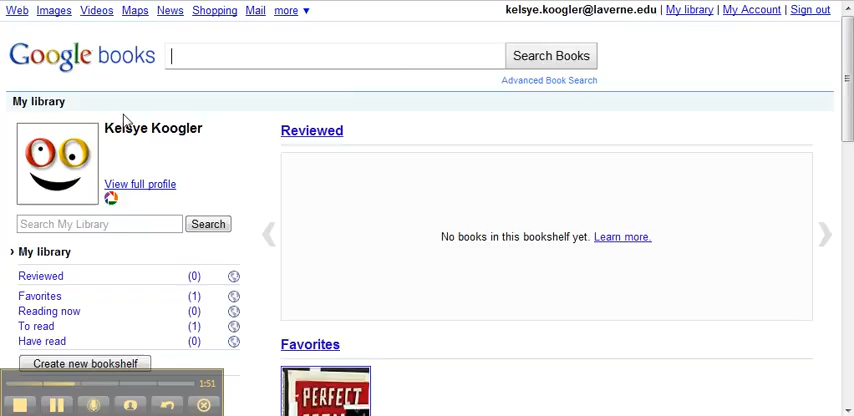 Web Images Videos Maps News Shopping Mail more ▼
kelsye.koogler@laverne.edu | My library | My Account | Sign out
Google books
Search Books
Advanced Book Search
My library
Kelsye Koogler
View full profile
Search My Library Search
› My library
Reviewed (0)
Favorites (1)
Reading now (0)
To read (1)
Have read (0)
Create new bookshelf
1:51
Reviewed
No books in this bookshelf yet. Learn more.
Favorites
PERFECT